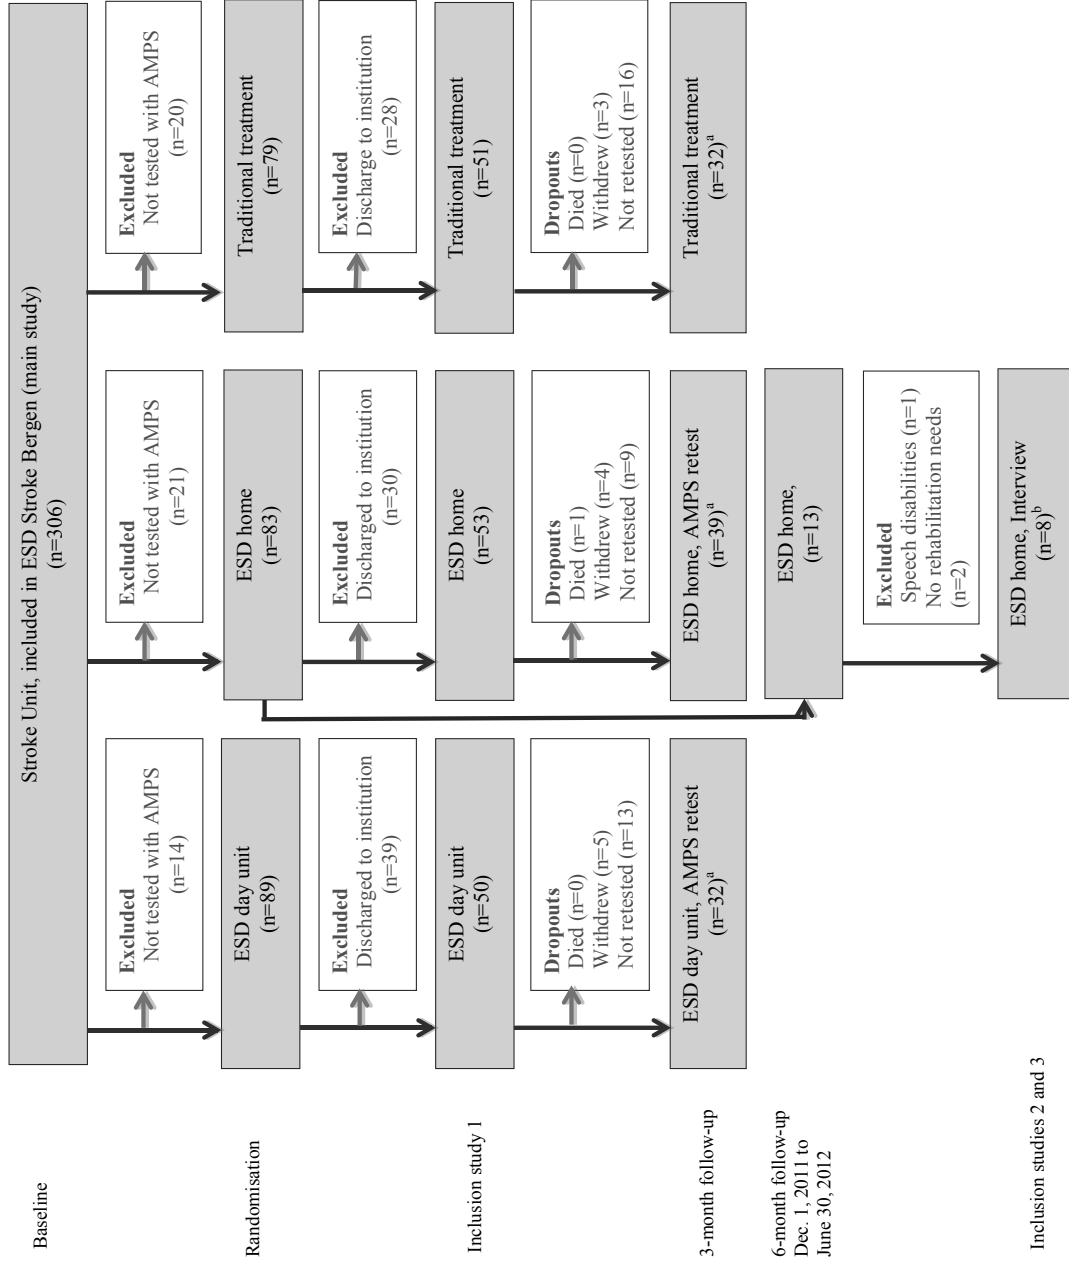 Baseline
Stroke Unit, included in ESD Stroke Bergen (main study)
(n=306)
Excluded
Not tested with AMPS
(n=14)
Excluded
Not tested with AMPS
(n=21)
Excluded
Not tested with AMPS
(n=20)
Randomisation
ESD day unit
(n=89)
ESD home
(n=83)
Traditional treatment
(n=79)
Excluded
Discharged to institution
(n=39)
Excluded
Discharged to institution
(n=30)
Excluded
Discharge to institution
(n=28)
Inclusion study 1
ESD day unit
(n=50)
ESD home
(n=53)
Traditional treatment
(n=51)
Dropouts
Died (n=0)
Withdrew (n=5)
Not retested (n=13)
Dropouts
Died (n=1)
Withdrew (n=4)
Not retested (n=9)
Dropouts
Died (n=0)
Withdrew (n=3)
Not retested (n=16)
3-month follow-up
ESD day unit, AMPS retest
(n=32)a
ESD home, AMPS retest
(n=39)a
Traditional treatment
(n=32)a
6-month follow-up
Dec. 1, 2011 to
June 30, 2012
ESD home,
(n=13)
Excluded
Speech disabilities (n=1)
No rehabilitation needs
(n=2)
Inclusion studies 2 and 3
ESD home, Interview
(n=8)b